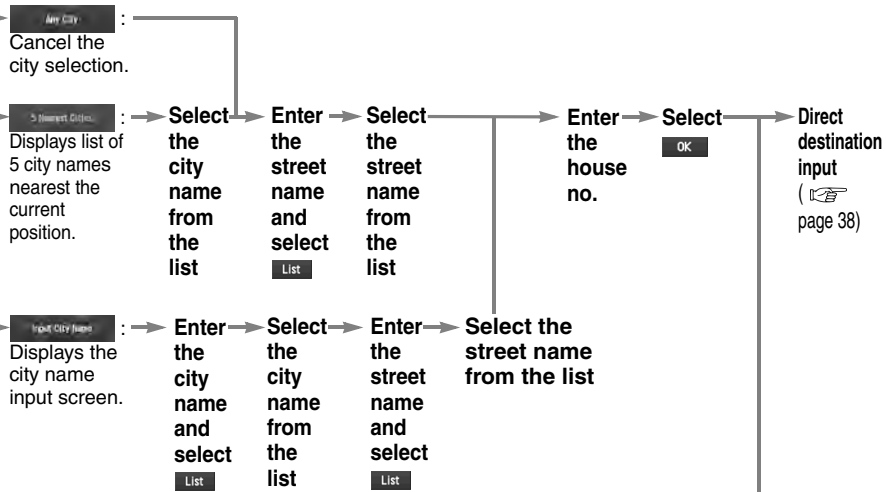 Any City :
Cancel the
city selection.
5 Nearest Cities :
Displays list of
5 city names
nearest the
current
position.
Select
the
city
name
from
the
list
Enter
the
street
name
and
select
List
Select
the
street
name
from
the
list
Enter
the
house
no.
Select
OK
Direct
destination
input
(☞
page 38)
Input City Name :
Displays the
city name
input screen.
Enter
the
city
name
and
select
List
Select
the
city
name
from
the
list
Enter
the
street
name
and
select
List
Select the
street name
from the list